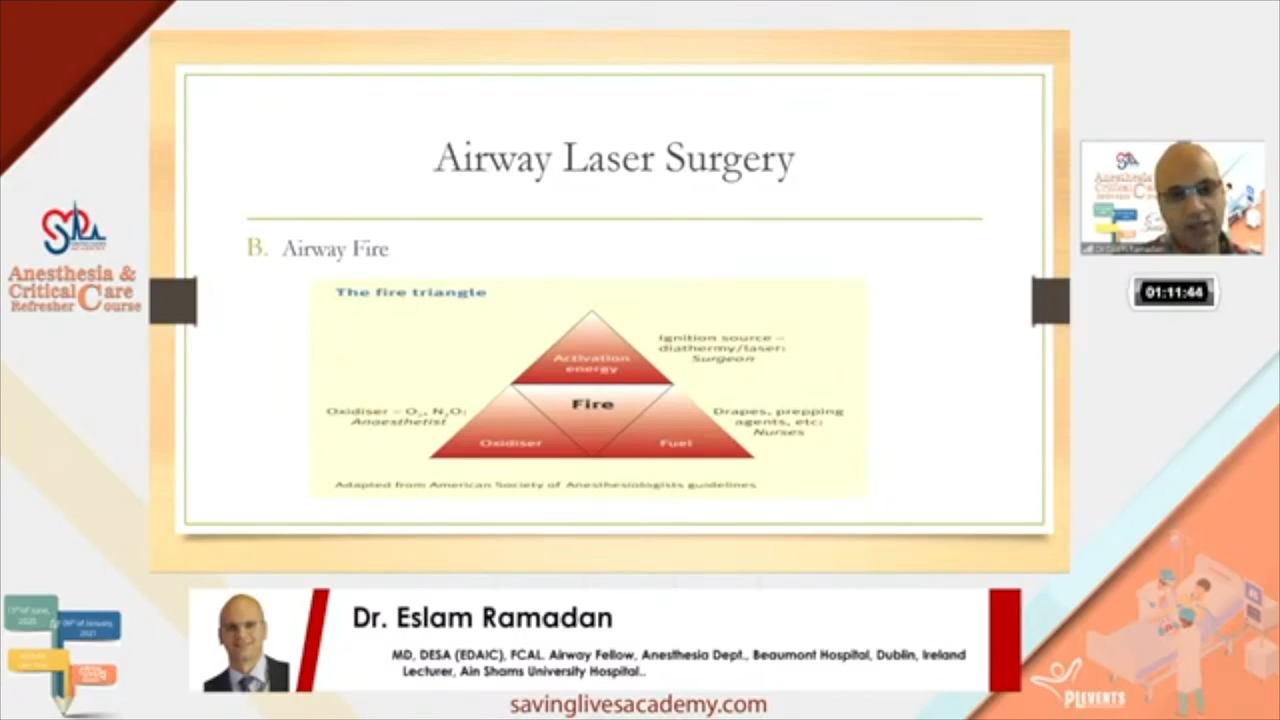 Airway Laser Surgery
B. Airway Fire
The fire triangle
Activation
energy
Ignition source –
diathermy/laser:
Surgeon
Fire
Oxidiser – O₂, N₂O:
Anaesthetist
Drapes, prepping
agents, etc:
Nurses
Oxidiser
Fuel
Adapted from American Society of Anesthesiologists guidelines
Anesthesia &
Critical Care
Refresher Course
01:11:44
Dr. Eslam Ramadan
MD, DESA (EDAIC), FCAI, Airway Fellow, Anesthesia Dept., Beaumont Hospital, Dublin, Ireland
Lecturer, Ain Shams University Hospital..
savinglivesacademy.com
PLEVENTS